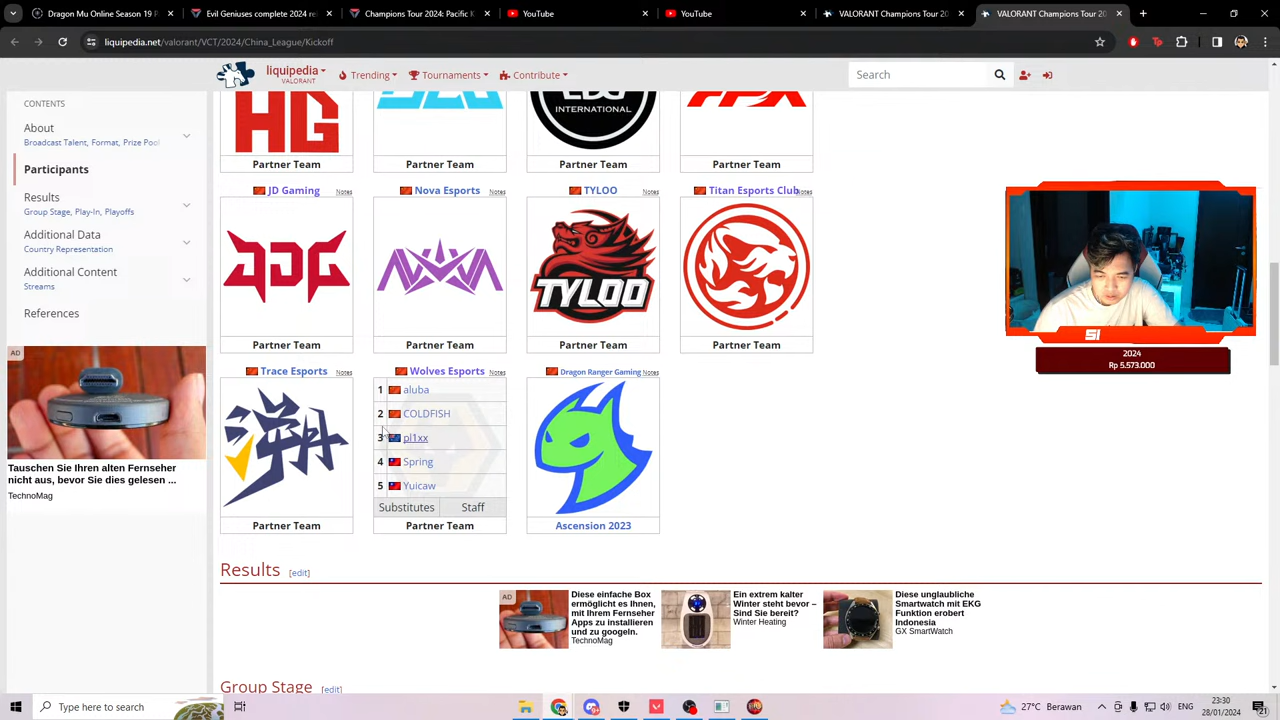 Dua Mu Online Season 19 P
Evil Geniuses 2024 re
Champions Tour 2024: Pacific K
YouTube
YouTube
VALORANT Champions Tour 20
VALORANT Champions Tour 20
liquipedia.net/valorant/VCT/2024/China_League/Kickoff
liquipedia
VALORANT
Trending
Tournaments
Contribute
Search
CONTENTS
About
Broadcast Talent, Format, Prize Pool
Participants
Results
Group Stage, Play-In, Playoffs
Additional Data
Country Representation
Additional Content
Streams
References
AD
Tauschen Sie Ihren alten Fernseher
nicht aus, bevor Sie dies gelesen ...
TechnoMag
HG
INTERNATIONAL
Partner Team
Partner Team
Partner Team
Partner Team
JD Gaming Notes
Nova Esports Notes
TYLOO Notes
Titan Esports Club Notes
JDG
NOVA
TYLOO
Partner Team
Partner Team
Partner Team
Partner Team
Trace Esports Notes
Wolves Esports Notes
Dragon Ranger Gaming Notes
1 aluba
2 COLDFISH
3 pl1xx
4 Spring
5 Yuicaw
Substitutes Staff
Partner Team
Partner Team
Ascension 2023
Results [edit]
AD
Diese einfache Box
ermöglicht es Ihnen,
mit Ihrem Fernseher
Apps zu installieren
und zu googeln.
TechnoMag
Ein extrem kalter
Winter steht bevor –
Sind Sie bereit?
Winter Heating
Diese unglaubliche
Smartwatch mit EKG
Funktion erobert
Indonesia
GX SmartWatch
Group Stage [edit]
SI
2024
Rp 5.573.000
Type here to search
27°C Berawan
ENG
23:30
28/01/2024